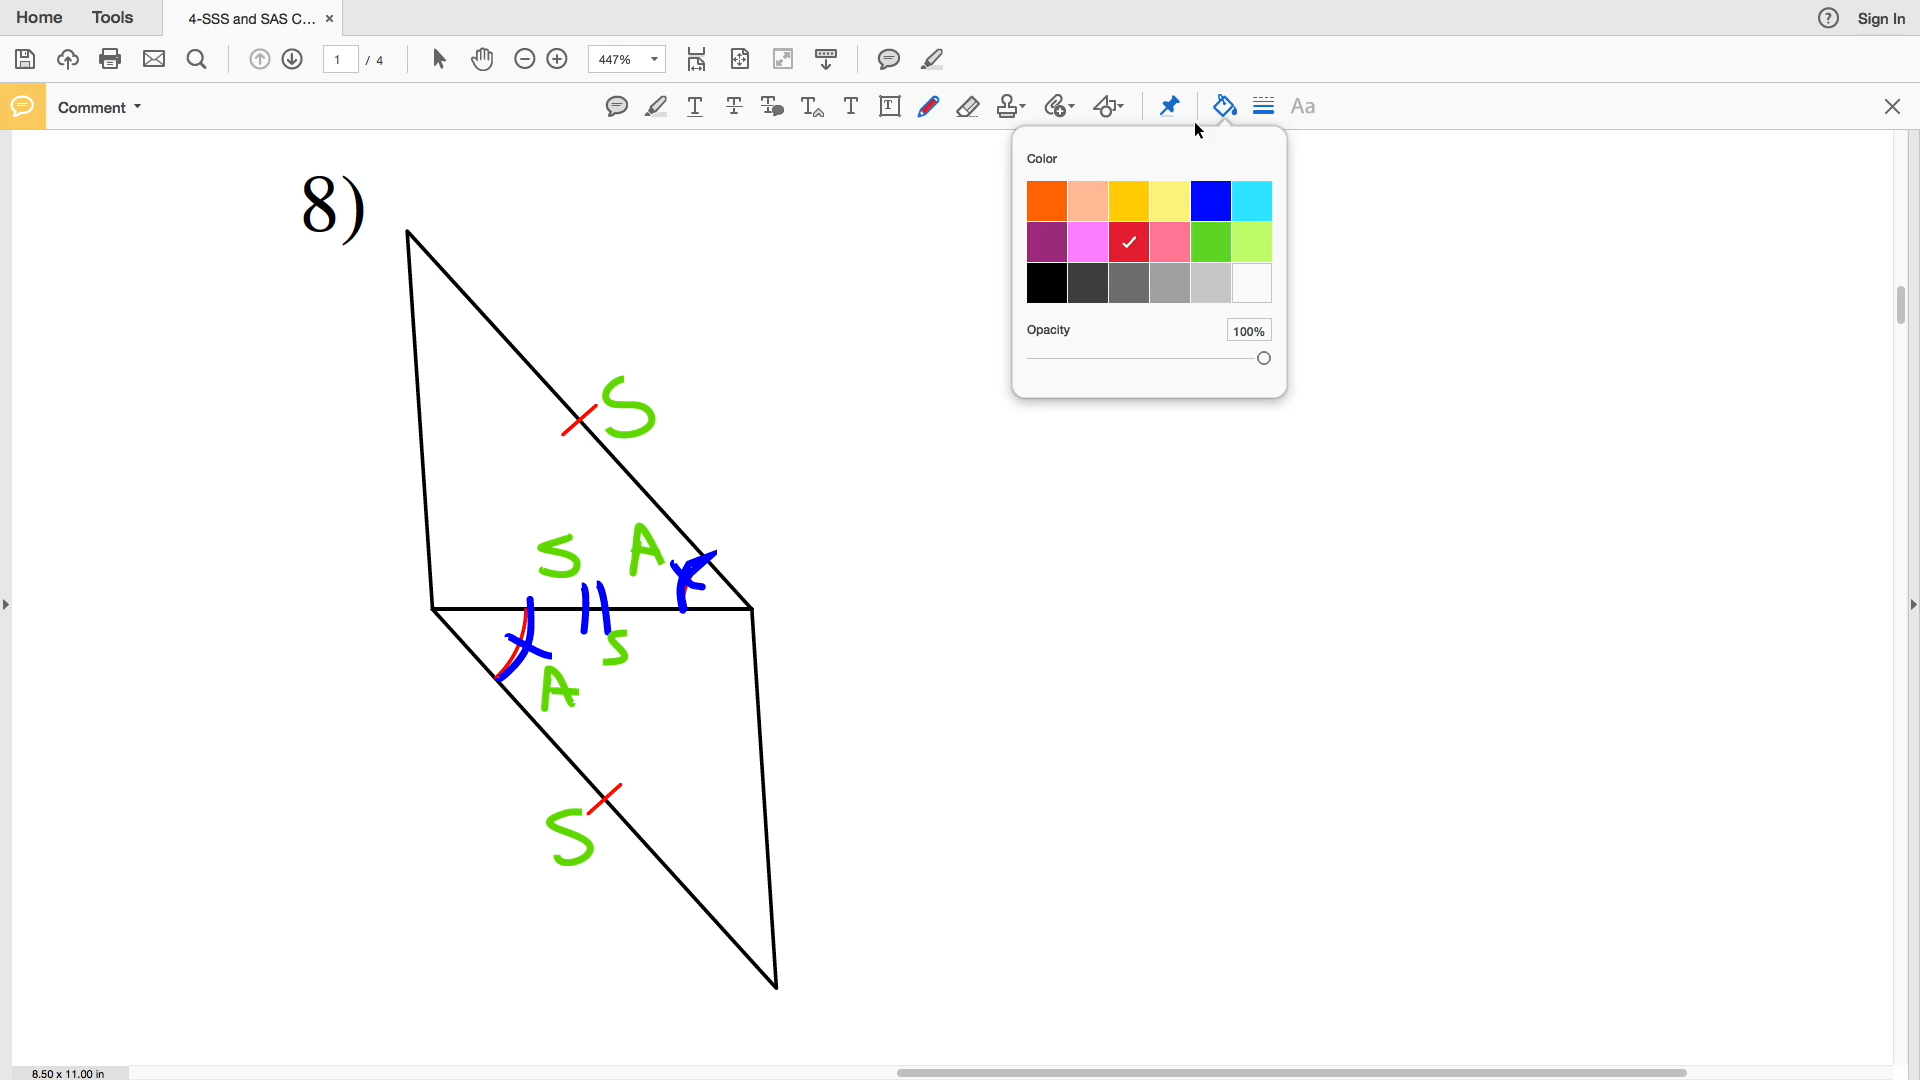 Home Tools 4-SSS and SAS C... × ? Sign In
1 / 4 447%
Comment T T T T T T Aa
Color
8)
Opacity 100%
S
S A
S
A
S
8.50 x 11.00 in